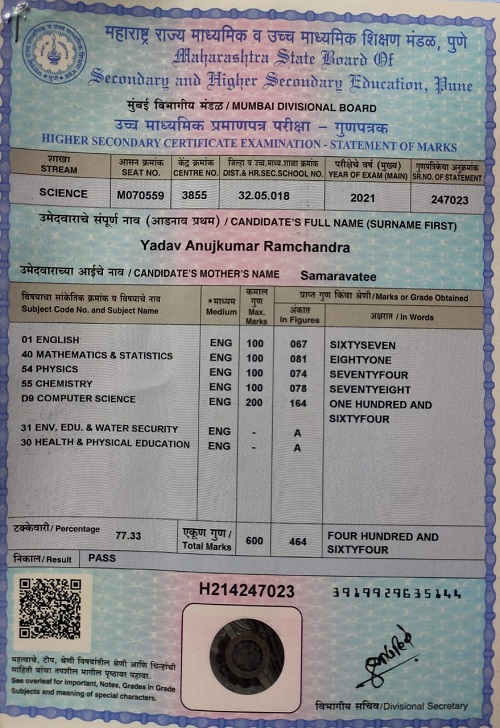 महाराष्ट्र राज्य माध्यमिक व उच्च माध्यमिक शिक्षण मंडळ, पुणे
Maharashtra State Board Of
Secondary and Higher Secondary Education, Pune
मुंबई विभागीय मंडळ / MUMBAI DIVISIONAL BOARD
उच्च माध्यमिक प्रमाणपत्र परीक्षा - गुणपत्रक
HIGHER SECONDARY CERTIFICATE EXAMINATION - STATEMENT OF MARKS
शाखा आसन क्रमांक केंद्र क्रमांक जिल्हा व उच्च.माध्य.शाळा क्रमांक परीक्षेचे वर्ष (मुख्य) गुणपत्रिकेचा अनुक्रमांक
STREAM SEAT NO. CENTRE NO. DIST.& HR.SEC.SCHOOL NO. YEAR OF EXAM (MAIN) SR.NO. OF STATEMENT
SCIENCE M070559 3855 32.05.018 2021 247023
उमेदवाराचे संपूर्ण नाव (आडनाव प्रथम) / CANDIDATE'S FULL NAME (SURNAME FIRST)
Yadav Anujkumar Ramchandra
उमेदवाराच्या आईचे नाव / CANDIDATE'S MOTHER'S NAME Samaravatee
विषयाचा सांकेतिक क्रमांक व विषयाचे नाव
Subject Code No. and Subject Name
* माध्यम
Medium
कमाल
गुण
Max.
Marks
प्राप्त गुण किंवा श्रेणी/Marks or Grade Obtained
अंकात
In Figures
अक्षरात / In Words
01 ENGLISH ENG 100 067 SIXTYSEVEN
40 MATHEMATICS & STATISTICS ENG 100 081 EIGHTYONE
54 PHYSICS ENG 100 074 SEVENTYFOUR
55 CHEMISTRY ENG 100 078 SEVENTYEIGHT
D9 COMPUTER SCIENCE ENG 200 164 ONE HUNDRED AND
SIXTYFOUR
31 ENV. EDU. & WATER SECURITY ENG - A
30 HEALTH & PHYSICAL EDUCATION ENG - A
टक्केवारी / Percentage 77.33
एकूण गुण /
Total Marks
600 464
FOUR HUNDRED AND
SIXTYFOUR
निकाल/Result PASS
H214247023
3919929635144
महत्वाचे, टीप, श्रेणी विषयांतील श्रेणी आणि चिन्हांची
माहिती यांचा तपशील मागील पृष्ठावर पहावा.
See overleaf for Important, Notes, Grades in Grade
Subjects and meaning of special characters.
विभागीय सचिव/Divisional Secretary